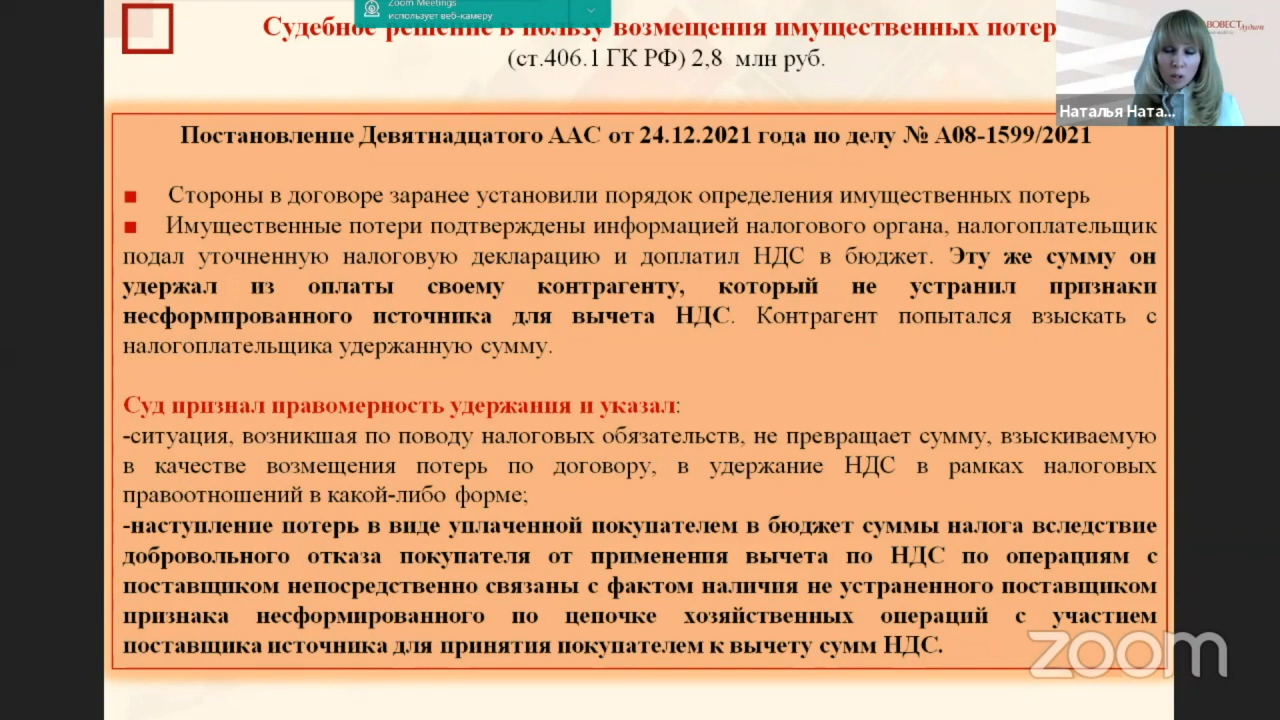 Zoom Meetings
использует веб-камеру
Судебное решение в пользу возмещения имущественных потер
(ст.406.1 ГК РФ) 2,8 млн руб.
Наталья Ната...
Постановление Девятнадцатого ААС от 24.12.2021 года по делу № А08-1599/2021
Стороны в договоре заранее установили порядок определения имущественных потерь
Имущественные потери подтверждены информацией налогового органа, налогоплательщик
подал уточненную налоговую декларацию и доплатил НДС в бюджет. Эту же сумму он
удержал из оплаты своему контрагенту, который не устранил признаки
несформированного источника для вычета НДС. Контрагент попытался взыскать с
налогоплательщика удержанную сумму.
Суд признал правомерность удержания и указал:
-ситуация, возникшая по поводу налоговых обязательств, не превращает сумму, взыскиваемую
в качестве возмещения потерь по договору, в удержание НДС в рамках налоговых
правоотношений в какой-либо форме;
-наступление потерь в виде уплаченной покупателем в бюджет суммы налога вследствие
добровольного отказа покупателя от применения вычета по НДС по операциям с
поставщиком непосредственно связаны с фактом наличия не устраненного поставщиком
признака несформированного по цепочке хозяйственных операций с участием
поставщика источника для принятия покупателем к вычету сумм НДС.
zoom